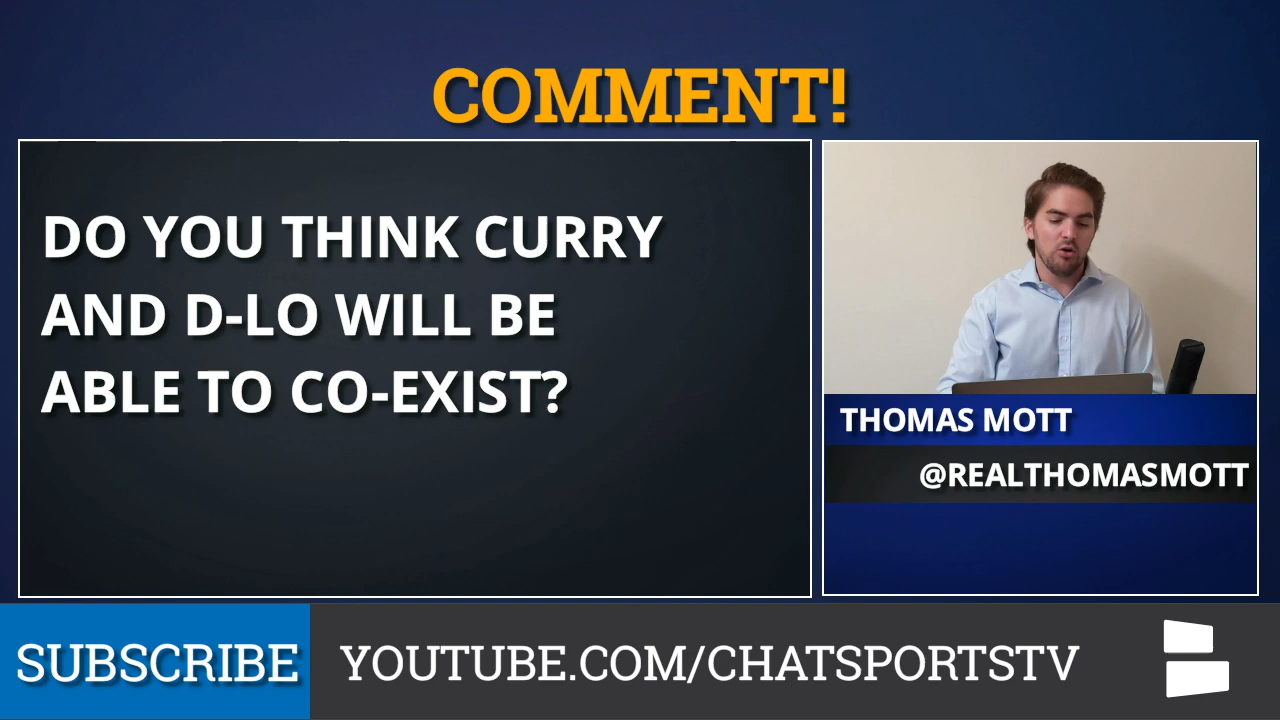 COMMENT!
DO YOU THINK CURRY
AND D-LO WILL BE
ABLE TO CO-EXIST?
THOMAS MOTT
@REALTHOMASMOTT
SUBSCRIBE
YOUTUBE.COM/CHATSPORTSTV